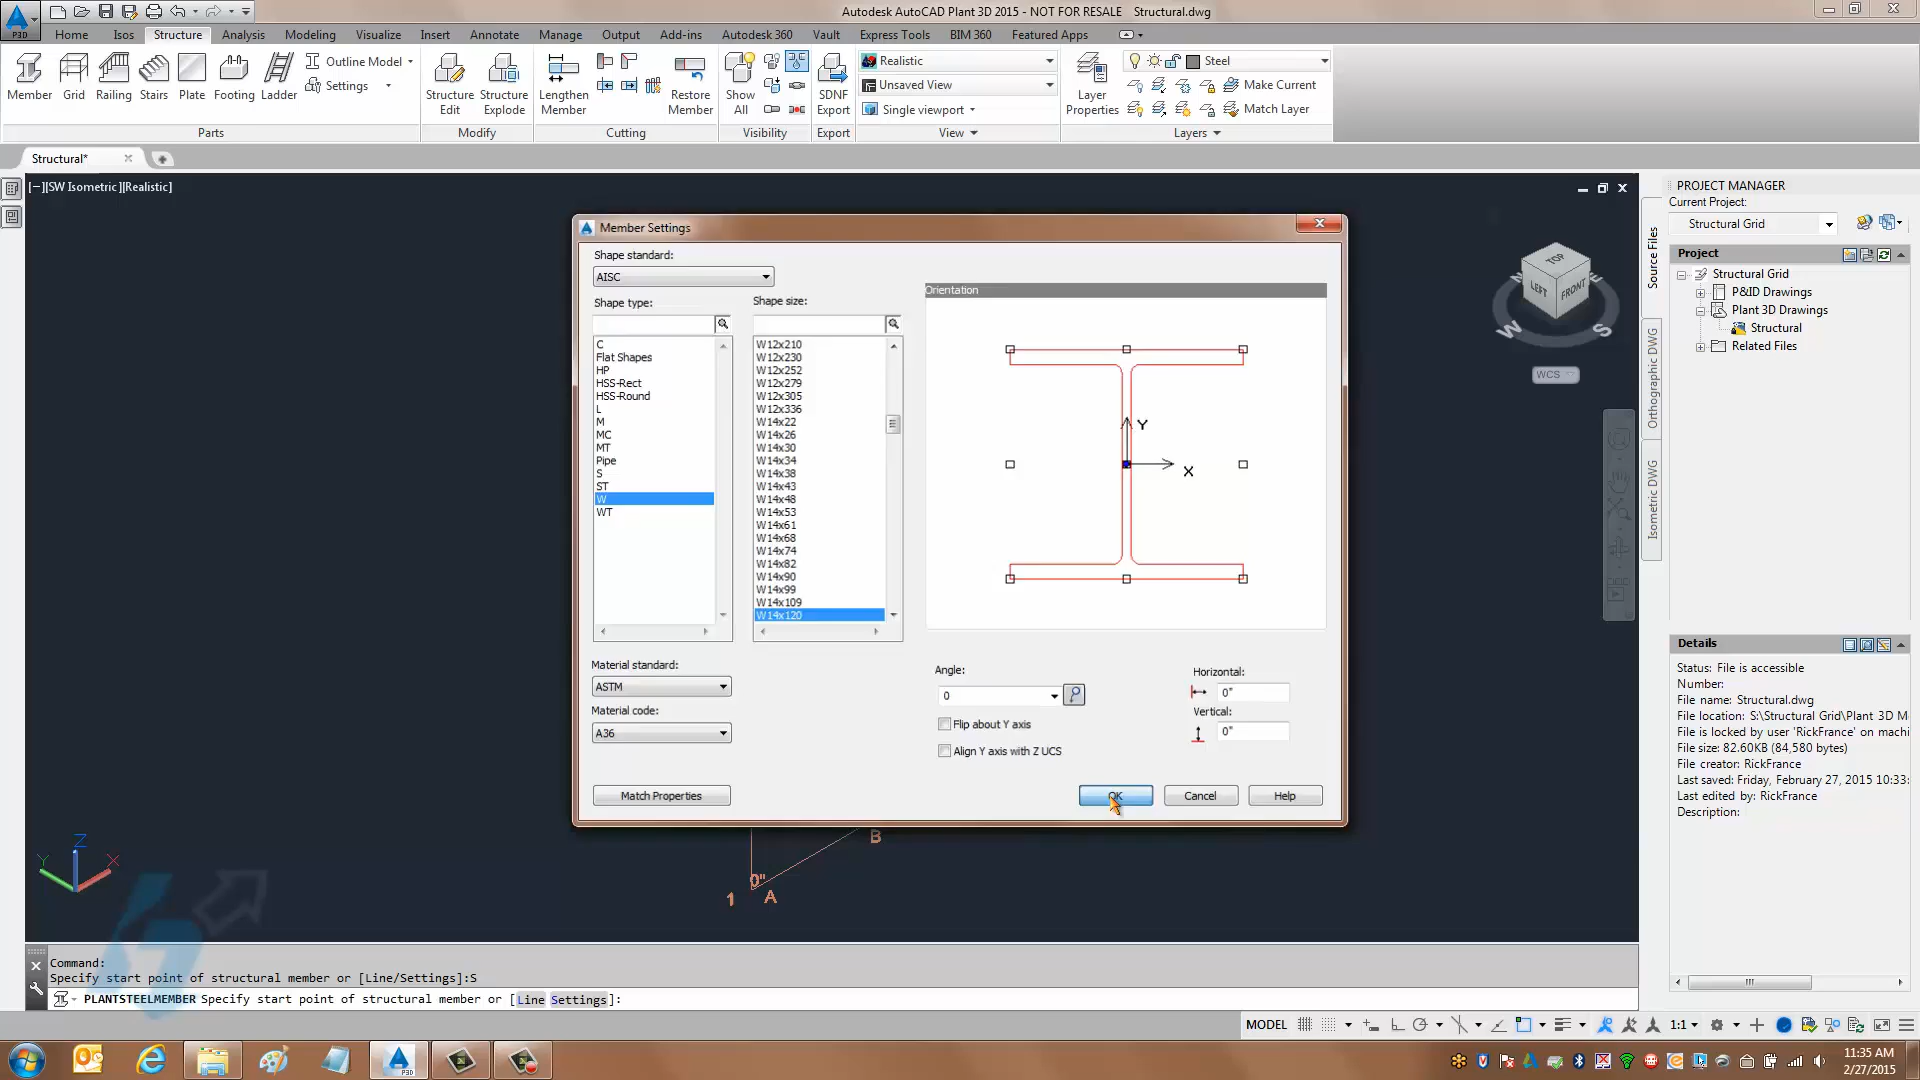 Autodesk AutoCAD Plant 3D 2015 - NOT FOR RESALE   Structural.dwg
P3D
Home Isos Structure Analysis Modeling Visualize Insert Annotate Manage Output Add-ins Autodesk 360 Vault Express Tools BIM 360 Featured Apps
Member Grid Railing Stairs Plate Footing Ladder
Outline Model
Settings
Parts
Structure Edit
Structure Explode
Modify
Lengthen Member
Restore Member
Cutting
Show All
Visibility
SDNF Export
Export
Realistic
Unsaved View
Single viewport
View
Layer Properties
Steel
Make Current
Match Layer
Layers
Structural*
[−][SW Isometric][Realistic]
TOP
LEFT
FRONT
N
E
W
S
WCS
Member Settings
Shape standard:
AISC
Shape type:
C
Flat Shapes
HP
HSS-Rect
HSS-Round
L
M
MC
MT
Pipe
S
ST
W
WT
Shape size:
W12x210
W12x230
W12x252
W12x279
W12x305
W12x336
W14x22
W14x26
W14x30
W14x34
W14x38
W14x43
W14x48
W14x53
W14x61
W14x68
W14x74
W14x82
W14x90
W14x99
W14x109
W14x120
Orientation
Y
X
Material standard:
ASTM
Material code:
A36
Angle:
0
Flip about Y axis
Align Y axis with Z UCS
Horizontal:
0"
Vertical:
0"
Match Properties
OK
Cancel
Help
Z
Y
X
B
0"
1
A
Source Files
Orthographic DWG
Isometric DWG
PROJECT MANAGER
Current Project:
Structural Grid
Project
Structural Grid
P&ID Drawings
Plant 3D Drawings
Structural
Related Files
Details
Status: File is accessible
Number:
File name: Structural.dwg
File location: S:\Structural Grid\Plant 3D M
File is locked by user 'RickFrance' on machi
File size: 82.60KB (84,580 bytes)
File creator: RickFrance
Last saved: Friday, February 27, 2015 10:33:
Last edited by: RickFrance
Description:
Command:
Specify start point of structural member or [Line/Settings]:S
PLANTSTEELMEMBER Specify start point of structural member or [Line Settings]:
MODEL
1:1
P3D
11:35 AM
2/27/2015